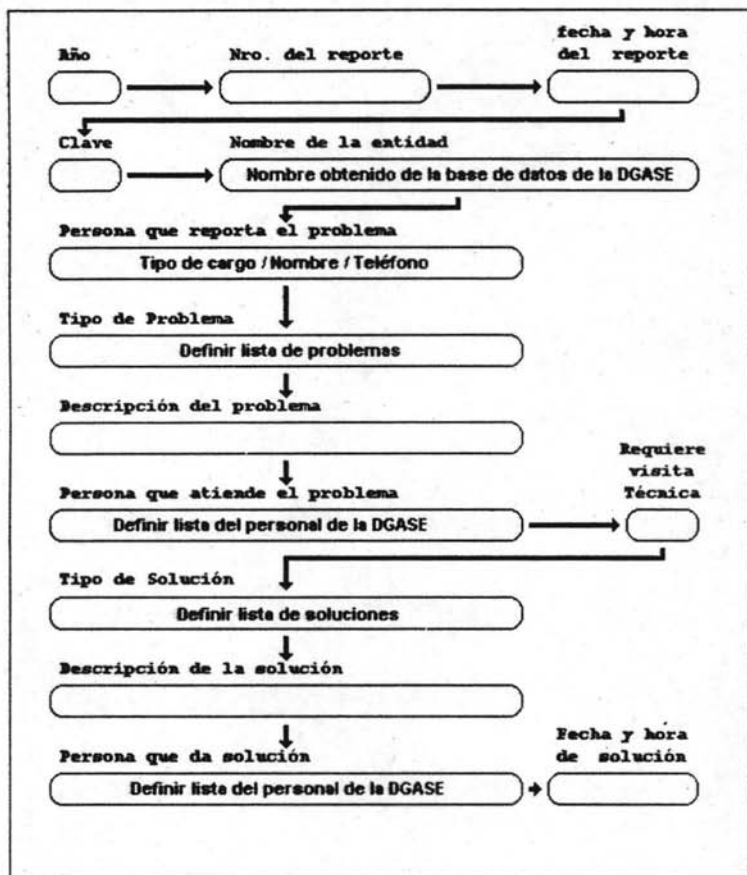 Año
Nro. del reporte
fecha y hora
del reporte
Clave
Nombre de la entidad
Nombre obtenido de la base de datos de la DGASE
Persona que reporta el problema
Tipo de cargo / Nombre / Teléfono
Tipo de Problema
Definir lista de problemas
Descripción del problema
Requiere
visita
Técnica
Persona que atiende el problema
Definir lista del personal de la DGASE
Tipo de Solución
Definir lista de soluciones
Descripción de la solución
Persona que da solución
Fecha y hora
de solución
Definir lista del personal de la DGASE